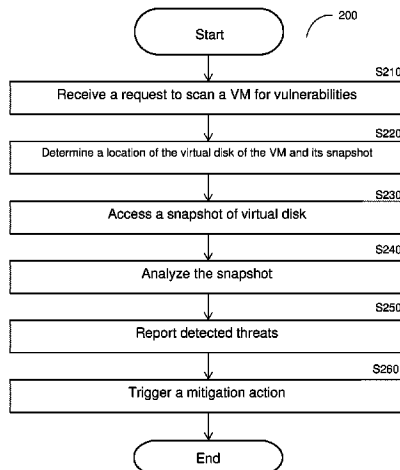 Start
200
S210
Receive a request to scan a VM for vulnerabilities
S220
Determine a location of the virtual disk of the VM and its snapshot
S230
Access a snapshot of virtual disk
S240
Analyze the snapshot
S250
Report detected threats
S260
Trigger a mitigation action
End